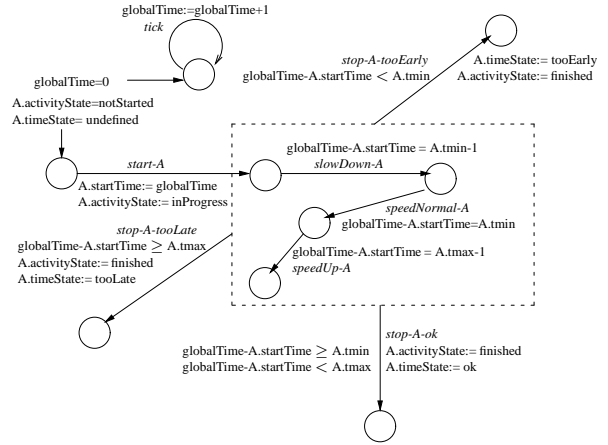 globalTime:=globalTime+1
tick
globalTime=0
A.activityState=notStarted
A.timeState= undefined
stop-A-tooEarly
globalTime-A.startTime < A.tmin
A.timeState:= tooEarly
A.activityState:= finished
start-A
A.startTime:= globalTime
A.activityState:= inProgress
globalTime-A.startTime = A.tmin-1
slowDown-A
speedNormal-A
globalTime-A.startTime=A.tmin
globalTime-A.startTime = A.tmax-1
speedUp-A
stop-A-tooLate
globalTime-A.startTime ≥ A.tmax
A.activityState:= finished
A.timeState:= tooLate
stop-A-ok
globalTime-A.startTime ≥ A.tmin
globalTime-A.startTime < A.tmax
A.activityState:= finished
A.timeState:= ok